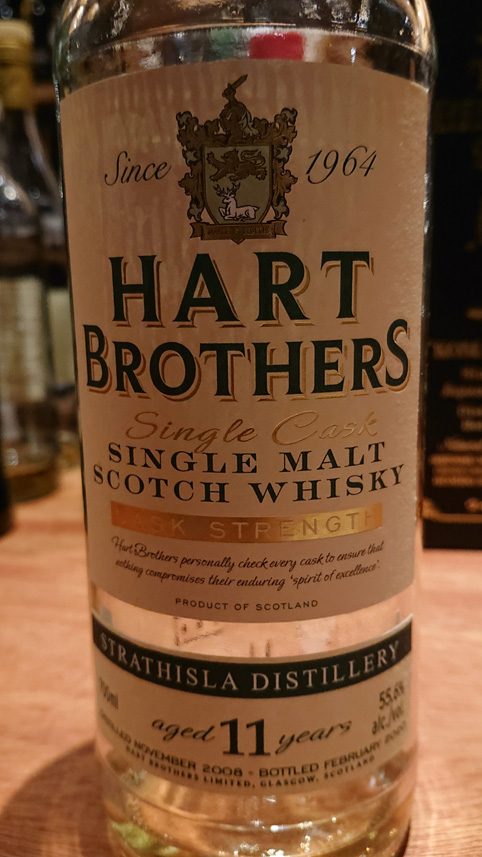 Since 1964
HART
BROTHERS
Single Cask
SINGLE MALT
SCOTCH WHISKY
CASK STRENGTH
Hart Brothers personally check every cask to ensure that
nothing compromises their enduring 'spirit of excellence'.
PRODUCT OF SCOTLAND
STRATHISLA DISTILLERY
700ml
55.6%
alc./vol.
aged 11 years
DISTILLED NOVEMBER 2008 - BOTTLED FEBRUARY
HART BROTHERS LIMITED, GLASGOW, SCOTLAND